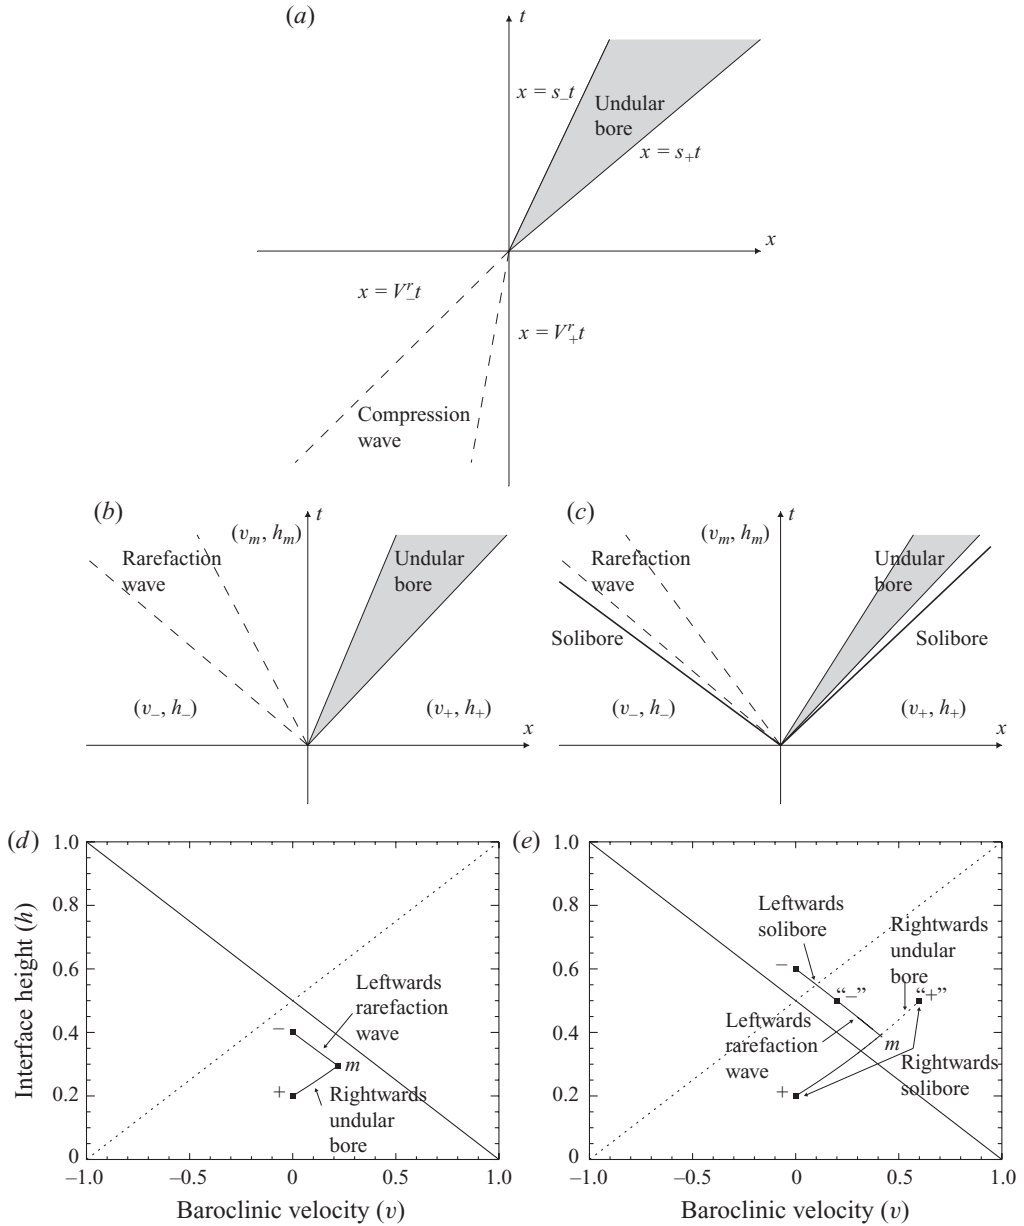 (a)
t
x = s₋t
Undular
bore
x = s₊t
x
x = Vʳ₋t
x = Vʳ₊t
Compression
wave
(b)
t
(vₘ, hₘ)
Rarefaction
wave
Undular
bore
(v₋, h₋)
(v₊, h₊)
x
(c)
t
(vₘ, hₘ)
Rarefaction
wave
Undular
bore
Solibore
Solibore
(v₋, h₋)
(v₊, h₊)
x
(d)
1.0
0.8
0.6
0.4
0.2
0
Interface height (h)
Leftwards
rarefaction
wave
–
m
+
Rightwards
undular
bore
–1.0
–0.5
0
0.5
1.0
Baroclinic velocity (v)
(e)
1.0
0.8
0.6
0.4
0.2
0
Leftwards
solibore
Rightwards
undular
bore
–
“–”
“+”
Leftwards
rarefaction
wave
m
Rightwards
solibore
+
–1.0
–0.5
0
0.5
1.0
Baroclinic velocity (v)